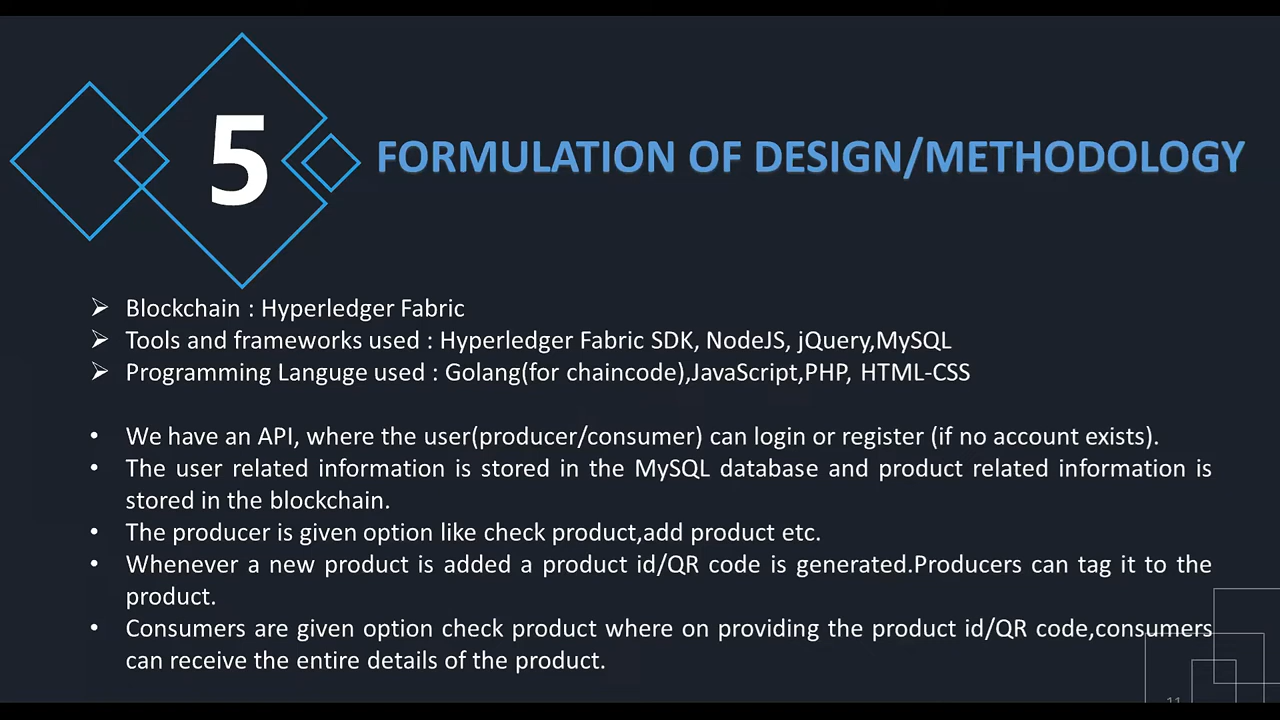 5
FORMULATION OF DESIGN/METHODOLOGY
➢ Blockchain : Hyperledger Fabric
➢ Tools and frameworks used : Hyperledger Fabric SDK, NodeJS, jQuery,MySQL
➢ Programming Languge used : Golang(for chaincode),JavaScript,PHP, HTML-CSS
• We have an API, where the user(producer/consumer) can login or register (if no account exists).
• The user related information is stored in the MySQL database and product related information is
stored in the blockchain.
• The producer is given option like check product,add product etc.
• Whenever a new product is added a product id/QR code is generated.Producers can tag it to the
product.
• Consumers are given option check product where on providing the product id/QR code,consumers
can receive the entire details of the product.
11